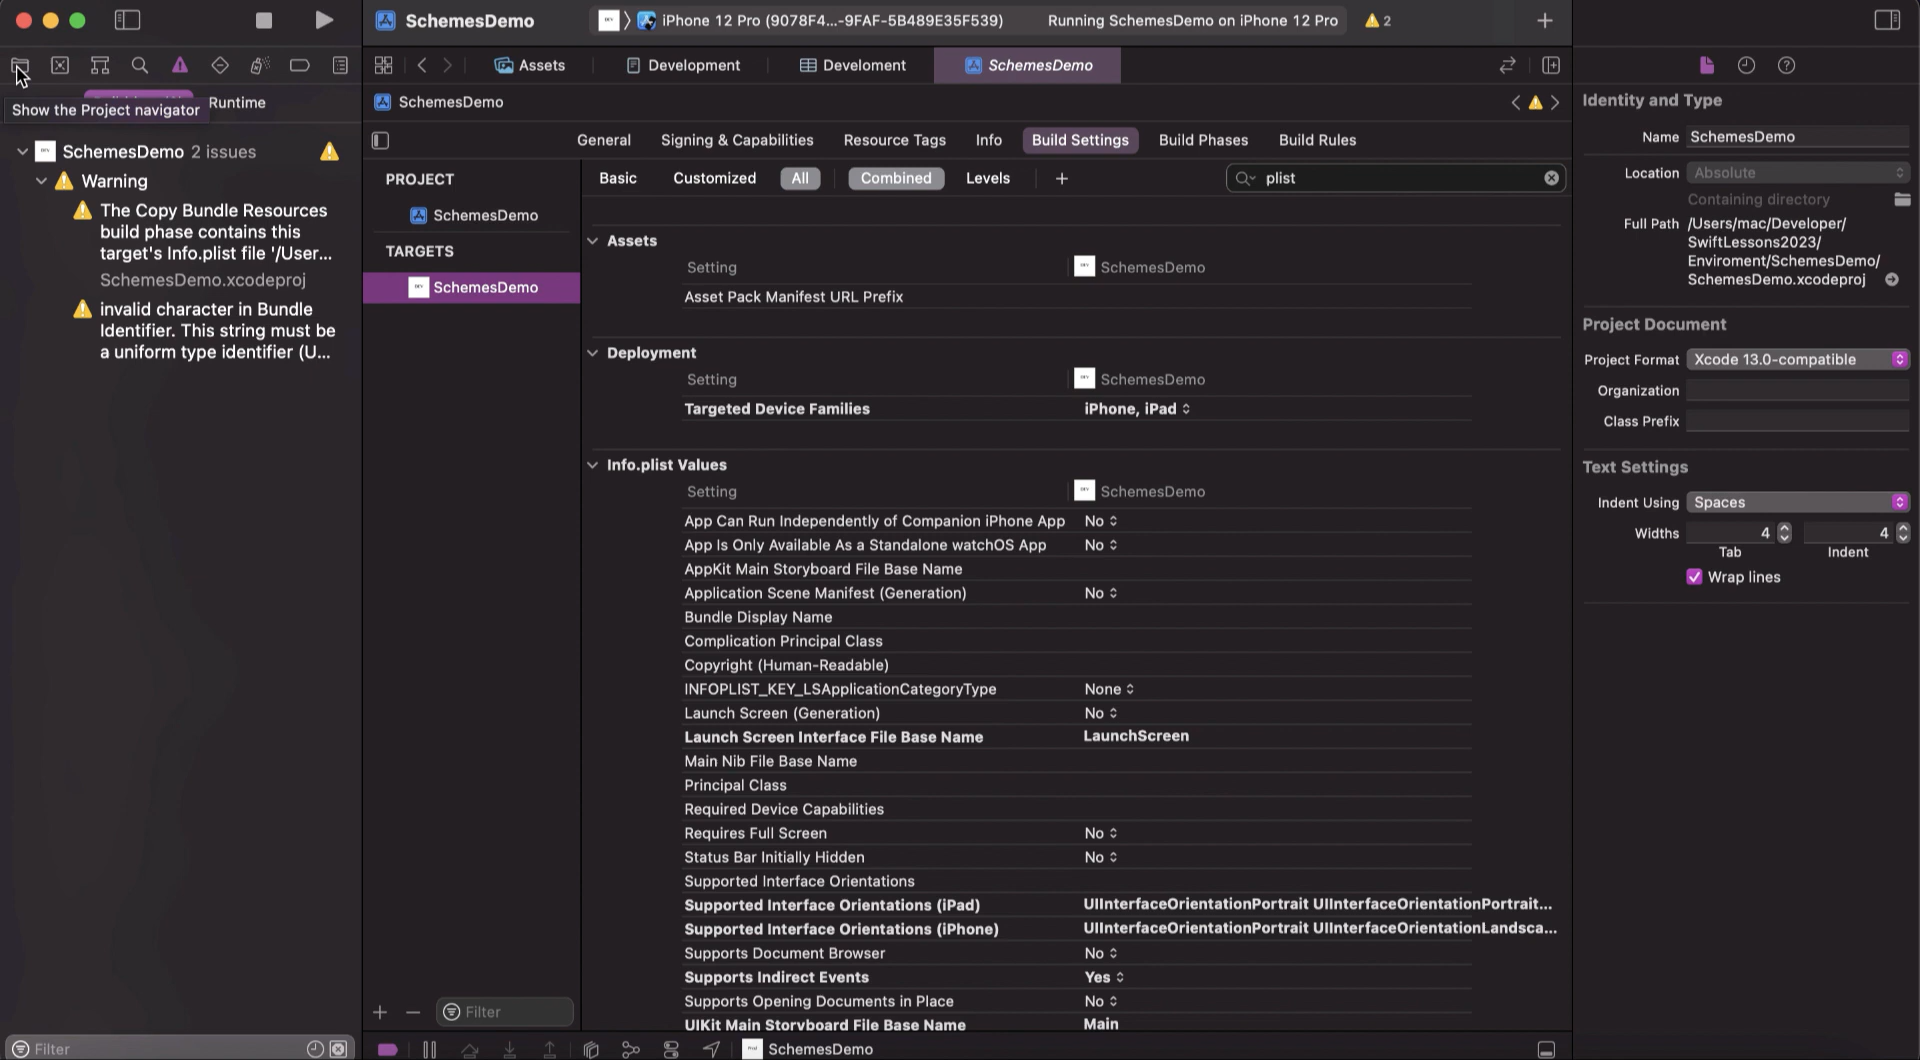 SchemesDemo
iPhone 12 Pro (9078F4...-9FAF-5B489E35F539)
Running SchemesDemo on iPhone 12 Pro
2
Assets
Development
Develoment
SchemesDemo
Runtime
Show the Project navigator
SchemesDemo
Identity and Type
General
Signing & Capabilities
Resource Tags
Info
Build Settings
Build Phases
Build Rules
Name SchemesDemo
SchemesDemo 2 issues
Warning
The Copy Bundle Resources
build phase contains this
target's Info.plist file '/User...
SchemesDemo.xcodeproj
invalid character in Bundle
Identifier. This string must be
a uniform type identifier (U...
PROJECT
SchemesDemo
TARGETS
SchemesDemo
Basic
Customized
All
Combined
Levels
plist
Assets
Setting
SchemesDemo
Asset Pack Manifest URL Prefix
Deployment
Setting
SchemesDemo
Targeted Device Families iPhone, iPad
Info.plist Values
Setting
SchemesDemo
App Can Run Independently of Companion iPhone App No
App Is Only Available As a Standalone watchOS App No
AppKit Main Storyboard File Base Name
Application Scene Manifest (Generation) No
Bundle Display Name
Complication Principal Class
Copyright (Human-Readable)
INFOPLIST_KEY_LSApplicationCategoryType None
Launch Screen (Generation) No
Launch Screen Interface File Base Name LaunchScreen
Main Nib File Base Name
Principal Class
Required Device Capabilities
Requires Full Screen No
Status Bar Initially Hidden No
Supported Interface Orientations
Supported Interface Orientations (iPad) UIInterfaceOrientationPortrait UIInterfaceOrientationPortrait...
Supported Interface Orientations (iPhone) UIInterfaceOrientationPortrait UIInterfaceOrientationLandsca...
Supports Document Browser No
Supports Indirect Events Yes
Supports Opening Documents in Place No
UIKit Main Storyboard File Base Name Main
Location Absolute
Containing directory
Full Path /Users/mac/Developer/
SwiftLessons2023/
Enviroment/SchemesDemo/
SchemesDemo.xcodeproj
Project Document
Project Format Xcode 13.0-compatible
Organization
Class Prefix
Text Settings
Indent Using Spaces
Widths 4 4
Tab Indent
Wrap lines
Filter
Filter
SchemesDemo